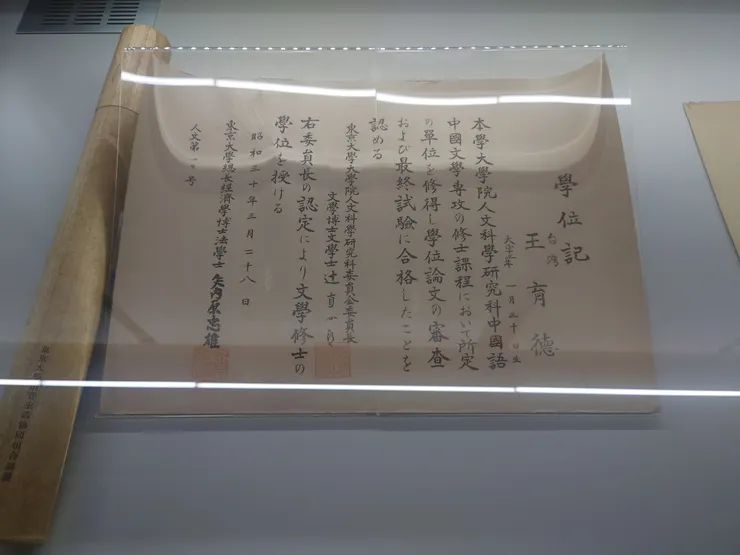 學位記
台灣
王育德
大正 年一月三十日生
本學大學院人文科學研究科中國語
中國文學専攻の修士課程において所定
の單位を修得し學位論文の審査
および最終試驗に合格したことを
認める
東京大學大學院人文科學研究科委員会委員長
文學博士文學士辻直四郎
右委員長の認定により文學修士の
學位を授ける
昭和三十年三月二十八日
東京大學總長經濟學博士法學士矢内原忠雄
人文第一号